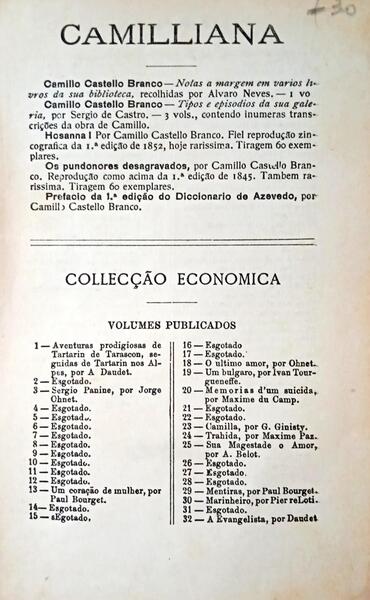 -30
CAMILLIANA
Camillo Castello Branco—Notas a margem em varios li-
vros da sua biblioteca, recolhidas por Alvaro Neves. — 1 vo
Camillo Castello Branco—Tipos e episodios da sua gale-
ria, por Sergio de Castro. — 3 vols., contendo inumeras trans-
crições da obra de Camillo.
Hosanna! Por Camillo Castello Branco. Fiel reprodução zin-
cografica da 1.ª edição de 1852, hoje rarissima. Tiragem 60 exem-
plares.
Os pundonores desagravados, por Camillo Castello Bran-
co. Reprodução como acima da 1.ª edição de 1845. Tambem ra-
rissima. Tiragem 60 exemplares.
Prefacio da 1.ª edição do Diccionario de Azevedo, por
Camillo Castello Branco.
COLLECÇÃO ECONOMICA
VOLUMES PUBLICADOS
1 — Aventuras prodigiosas de
Tartarin de Tarascon, se-
guidas de Tartarin nos Al-
pes, por A Daudet.
2 — Esgotado.
3 — Sergio Panine, por Jorge
Ohnet.
4 — Esgotado.
5 — Esgotado.
6 — Esgotado.
7 — Esgotado.
8 — Esgotado.
9 — Esgotado.
10 — Esgotado.
11 — Esgotado.
12 — Esgotado.
13 — Um coração de mulher, por
Paul Bourget.
14 — Esgotado.
15 — sEgotado.
16 — Esgotado
17 — Esgotado.
18 — O ultimo amor, por Ohnet.
19 — Um bulgaro, por Ivan Tour-
gueneffe.
20 — Memorias d'um suicida,
por Maxime du Camp.
21 — Esgotado.
22 — Esgotado.
23 — Camilla, por G. Ginisty.
24 — Trahida, por Maxime Paz.
25 — Sua Magestade o Amor,
por A. Belot.
26 — Esgotado.
27 — Esgotado.
28 — Esgotado.
29 — Mentiras, por Paul Bourget.
30 — Marinheiro, por Pier reLoti.
31 — Esgotado.
32 — A Evangelista, por Daudet